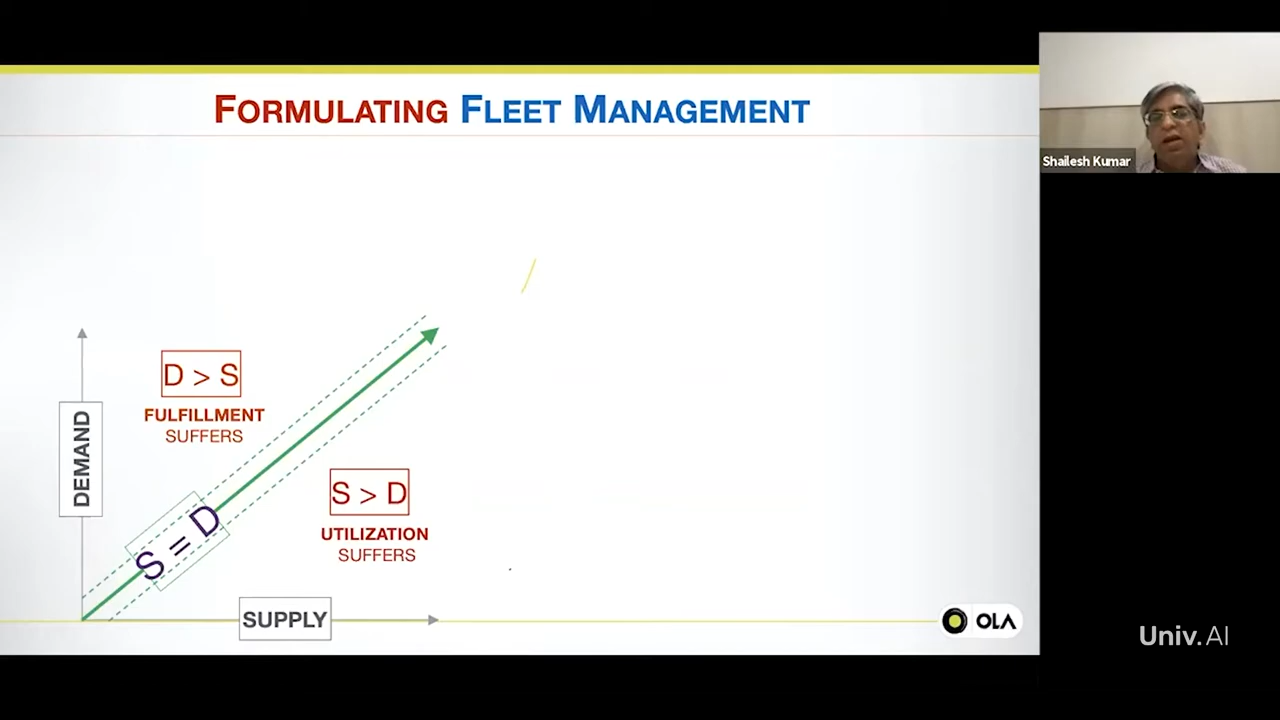 FORMULATING FLEET MANAGEMENT
Shailesh Kumar
D > S
FULFILLMENT
SUFFERS
DEMAND
S > D
UTILIZATION
SUFFERS
S = D
SUPPLY
OLA
Univ.AI